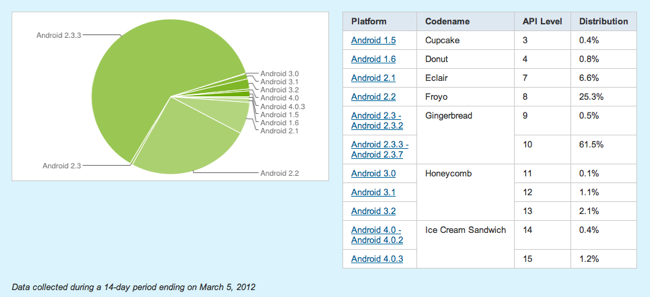 Android 2.3.3
Android 3.0
Android 3.1
Android 3.2
Android 4.0
Android 4.0.3
Android 1.5
Android 1.6
Android 2.1
Android 2.3
Android 2.2
Platform Codename API Level Distribution
Android 1.5 Cupcake 3 0.4%
Android 1.6 Donut 4 0.8%
Android 2.1 Eclair 7 6.6%
Android 2.2 Froyo 8 25.3%
Android 2.3 - Gingerbread 9 0.5%
Android 2.3.2
Android 2.3.3 - 10 61.5%
Android 2.3.7
Android 3.0 Honeycomb 11 0.1%
Android 3.1 12 1.1%
Android 3.2 13 2.1%
Android 4.0 - Ice Cream Sandwich 14 0.4%
Android 4.0.2
Android 4.0.3 15 1.2%
Data collected during a 14-day period ending on March 5, 2012